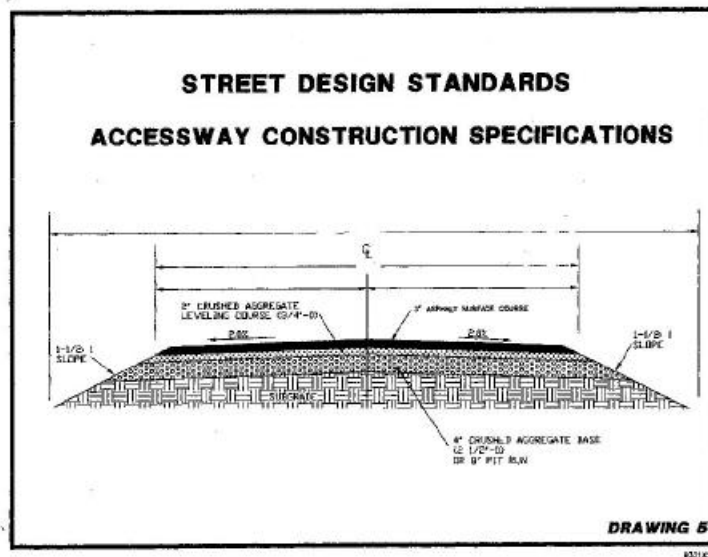 STREET DESIGN STANDARDS
ACCESSWAY CONSTRUCTION SPECIFICATIONS
℄
2" CRUSHED AGGREGATE
LEVELING COURSE (3/4"-0)
ASPHALT SURFACE COURSE
2.0%
2.0%
1-1/2: 1
SLOPE
1-1/2: 1
SLOPE
SUBGRADE
4" CRUSHED AGGREGATE BASE
(2 1/2"-0)
OR 8" PIT RUN
DRAWING 5